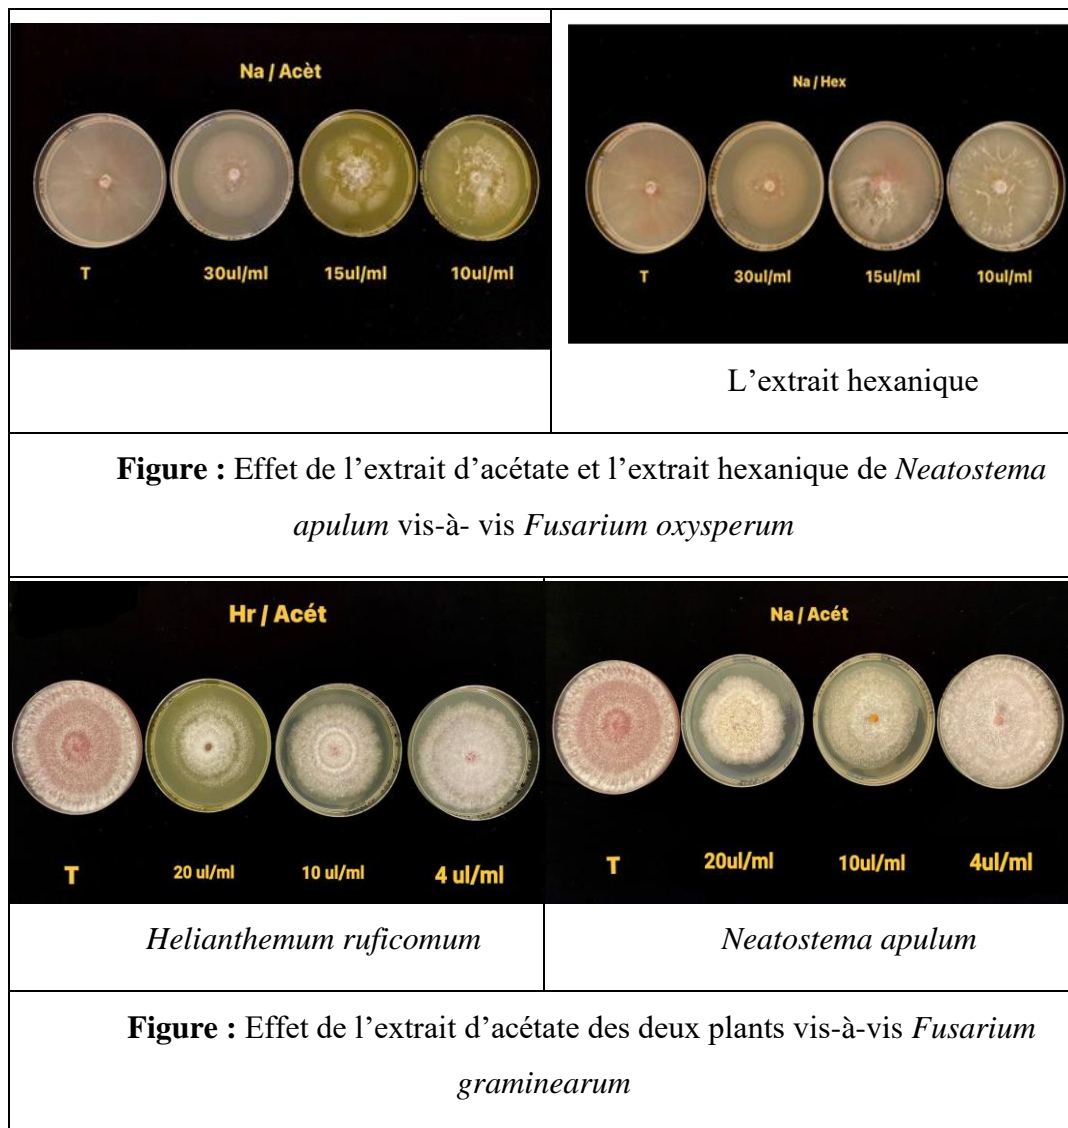 Na / Acèt
T 30ul/ml 15ul/ml 10ul/ml
Na / Hex
T 30ul/ml 15ul/ml 10ul/ml
L’extrait hexanique
Figure : Effet de l’extrait d’acétate et l’extrait hexanique de Neatostema
apulum vis-à- vis Fusarium oxysperum
Hr / Acét
T 20 ul/ml 10 ul/ml 4 ul/ml
Na / Acét
T 20ul/ml 10ul/ml 4ul/ml
Helianthemum ruficomum
Neatostema apulum
Figure : Effet de l’extrait d’acétate des deux plants vis-à-vis Fusarium
graminearum